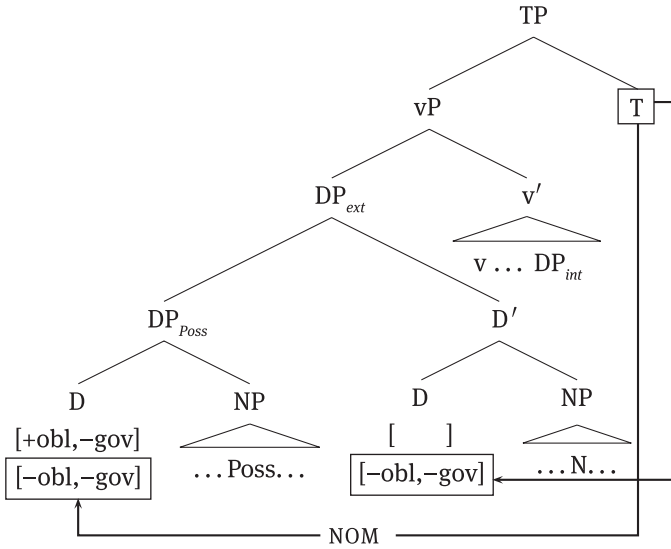 TP
vP T
DPext v′
v … DPint
DPPoss D′
D NP D NP
[+obl,−gov] [ ]
…Poss… …N…
[−obl,−gov] [−obl,−gov]
NOM